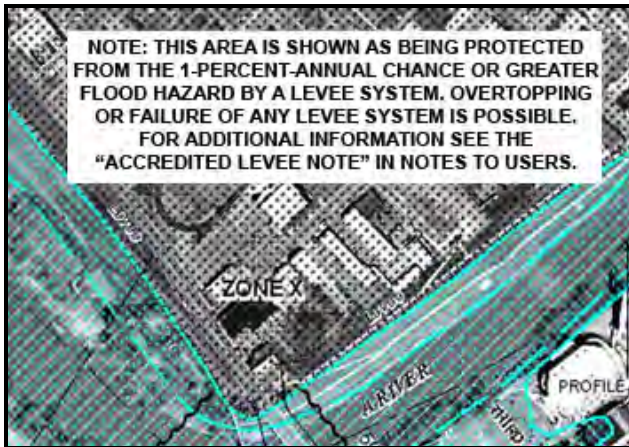 NOTE: THIS AREA IS SHOWN AS BEING PROTECTED
FROM THE 1-PERCENT-ANNUAL CHANCE OR GREATER
FLOOD HAZARD BY A LEVEE SYSTEM. OVERTOPPING
OR FAILURE OF ANY LEVEE SYSTEM IS POSSIBLE.
FOR ADDITIONAL INFORMATION SEE THE
“ACCREDITED LEVEE NOTE” IN NOTES TO USERS.
ZONE X
A RIVER
PROFILE
THIRD